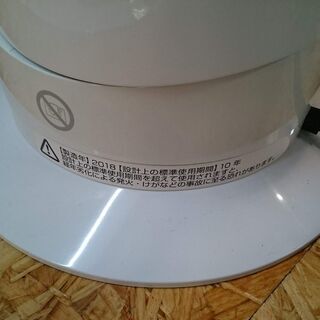 【製造年】2018【設計上の標準使用期間】10年
設計上の標準使用期間を超えて使用されますと、
経年劣化による発火・けがなどの事故に至る恐れがあります。